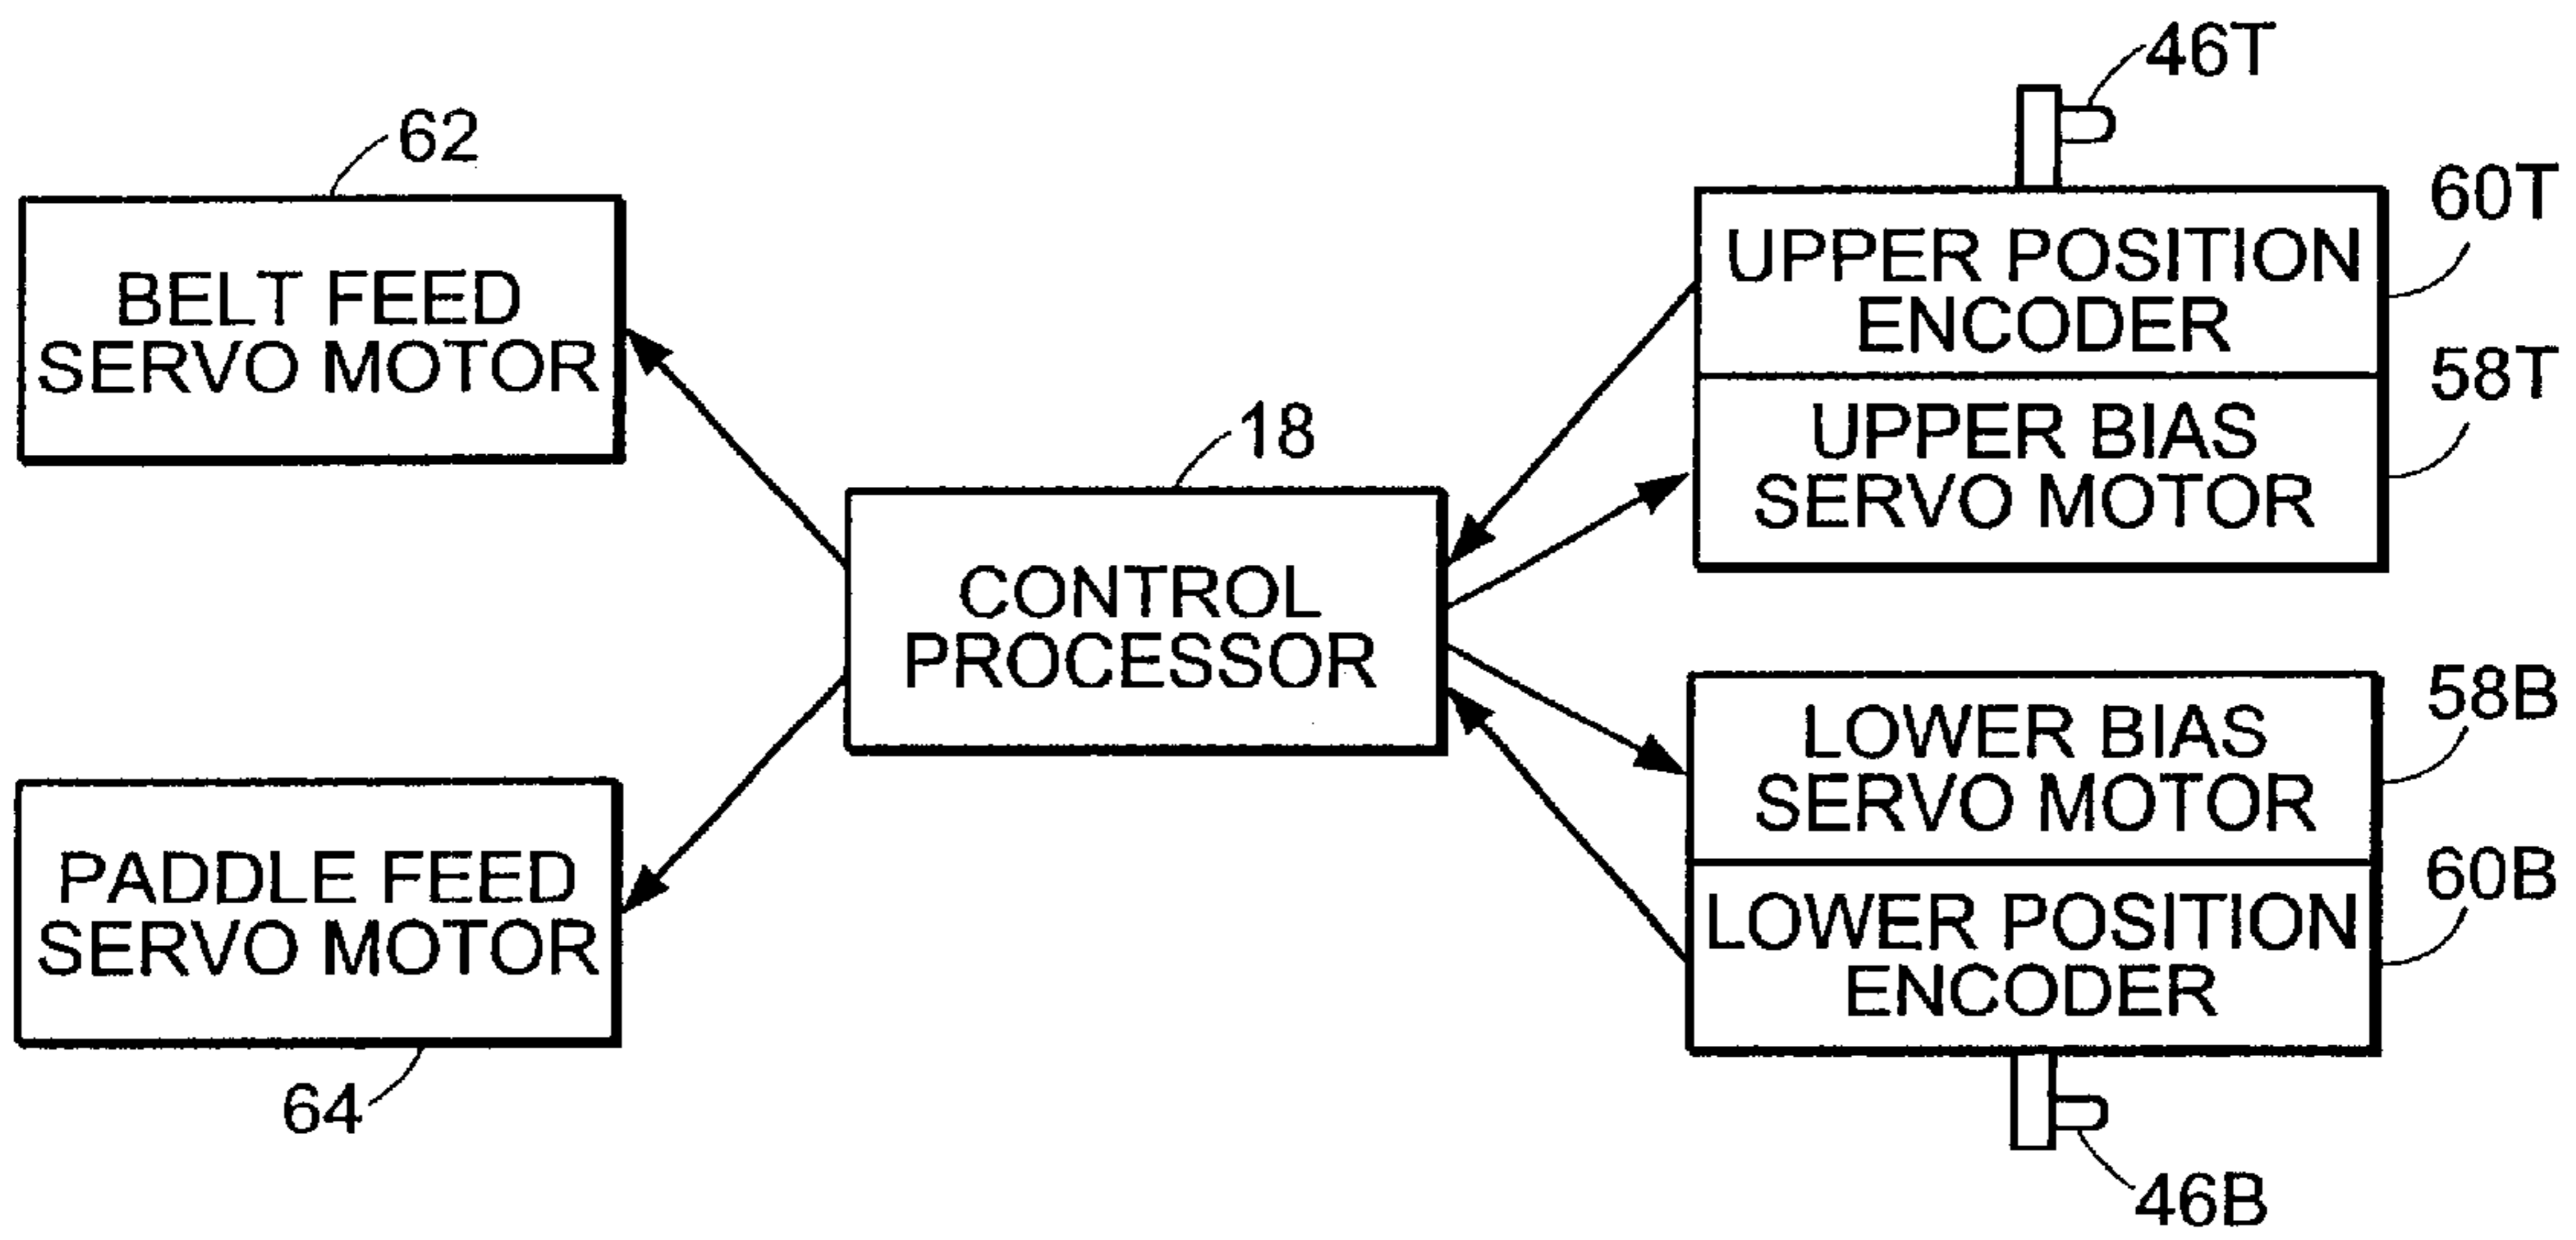 62
BELT FEED
SERVO MOTOR
18
CONTROL
PROCESSOR
PADDLE FEED
SERVO MOTOR
64
46T
60T
UPPER POSITION
ENCODER
58T
UPPER BIAS
SERVO MOTOR
58B
LOWER BIAS
SERVO MOTOR
60B
LOWER POSITION
ENCODER
46B